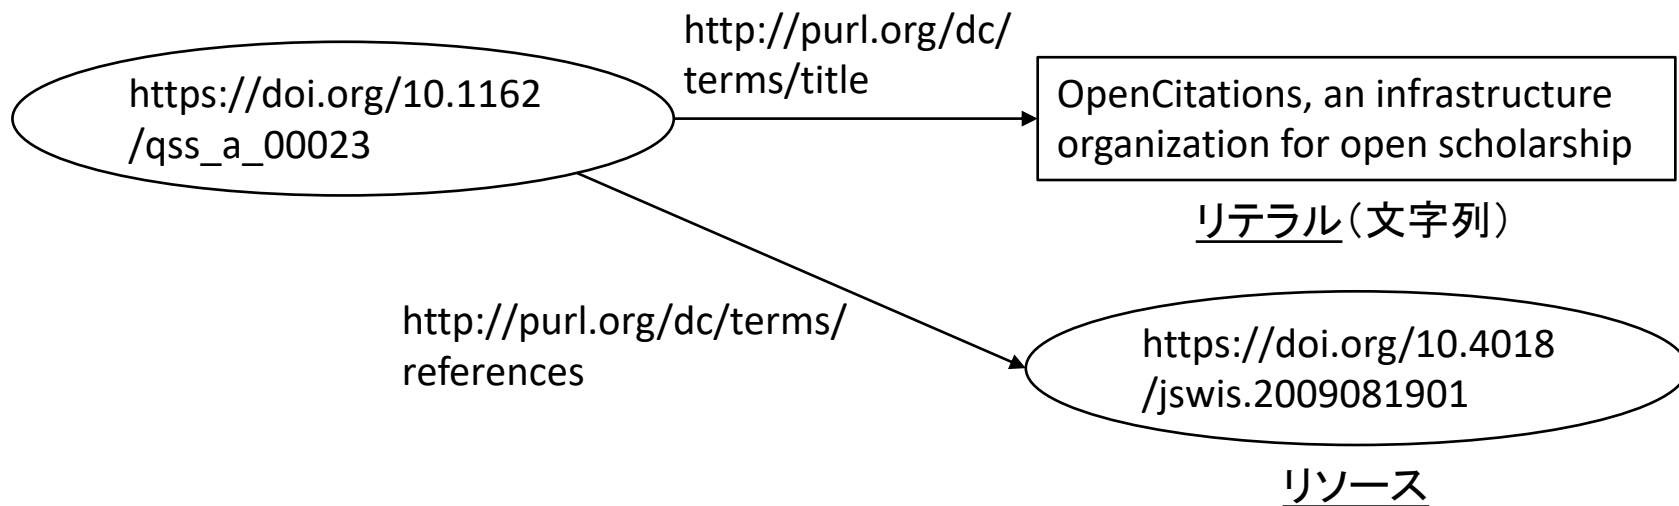 http://purl.org/dc/
terms/title
https://doi.org/10.1162
/qss_a_00023
OpenCitations, an infrastructure
organization for open scholarship
リテラル(文字列)
http://purl.org/dc/terms/
references
https://doi.org/10.4018
/jswis.2009081901
リソース